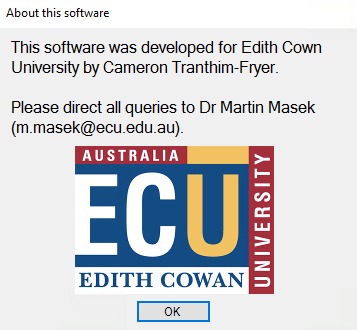 About this software
This software was developed for Edith Cown
University by Cameron Tranthim-Fryer.
Please direct all queries to Dr Martin Masek
(m.masek@ecu.edu.au).
AUSTRALIA
ECU
UNIVERSITY
EDITH COWAN
OK